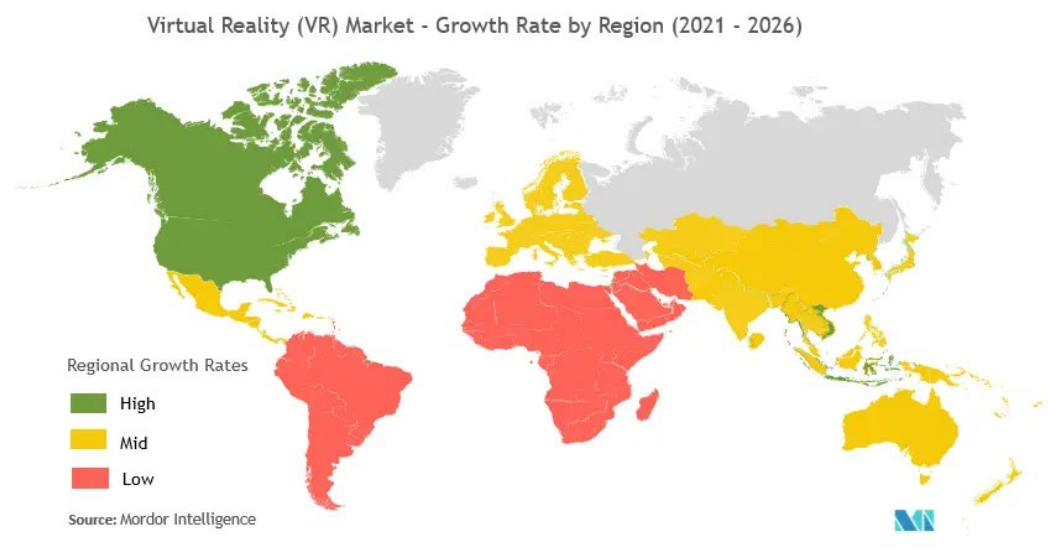 Virtual Reality (VR) Market - Growth Rate by Region (2021 - 2026)
Regional Growth Rates
High
Mid
Low
Source: Mordor Intelligence